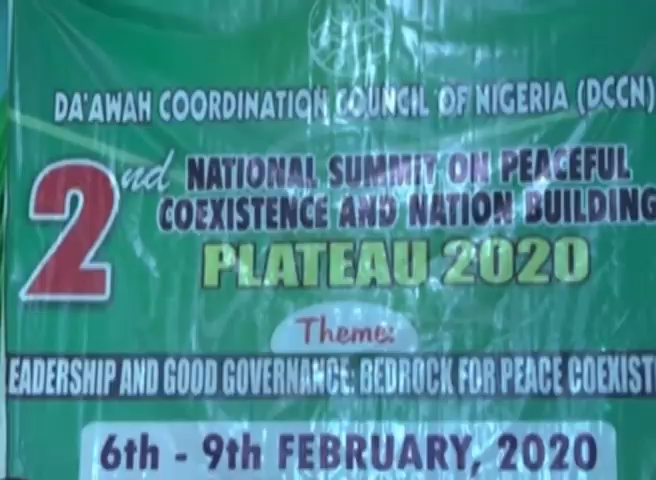 DA'AWAH COORDINATION COUNCIL OF NIGERIA (DCCN)
2nd NATIONAL SUMMIT ON PEACEFUL
COEXISTENCE AND NATION BUILDING
PLATEAU 2020
Theme:
EADERSHIP AND GOOD GOVERNANCE: BEDROCK FOR PEACE COEXIST
6th - 9th FEBRUARY, 2020